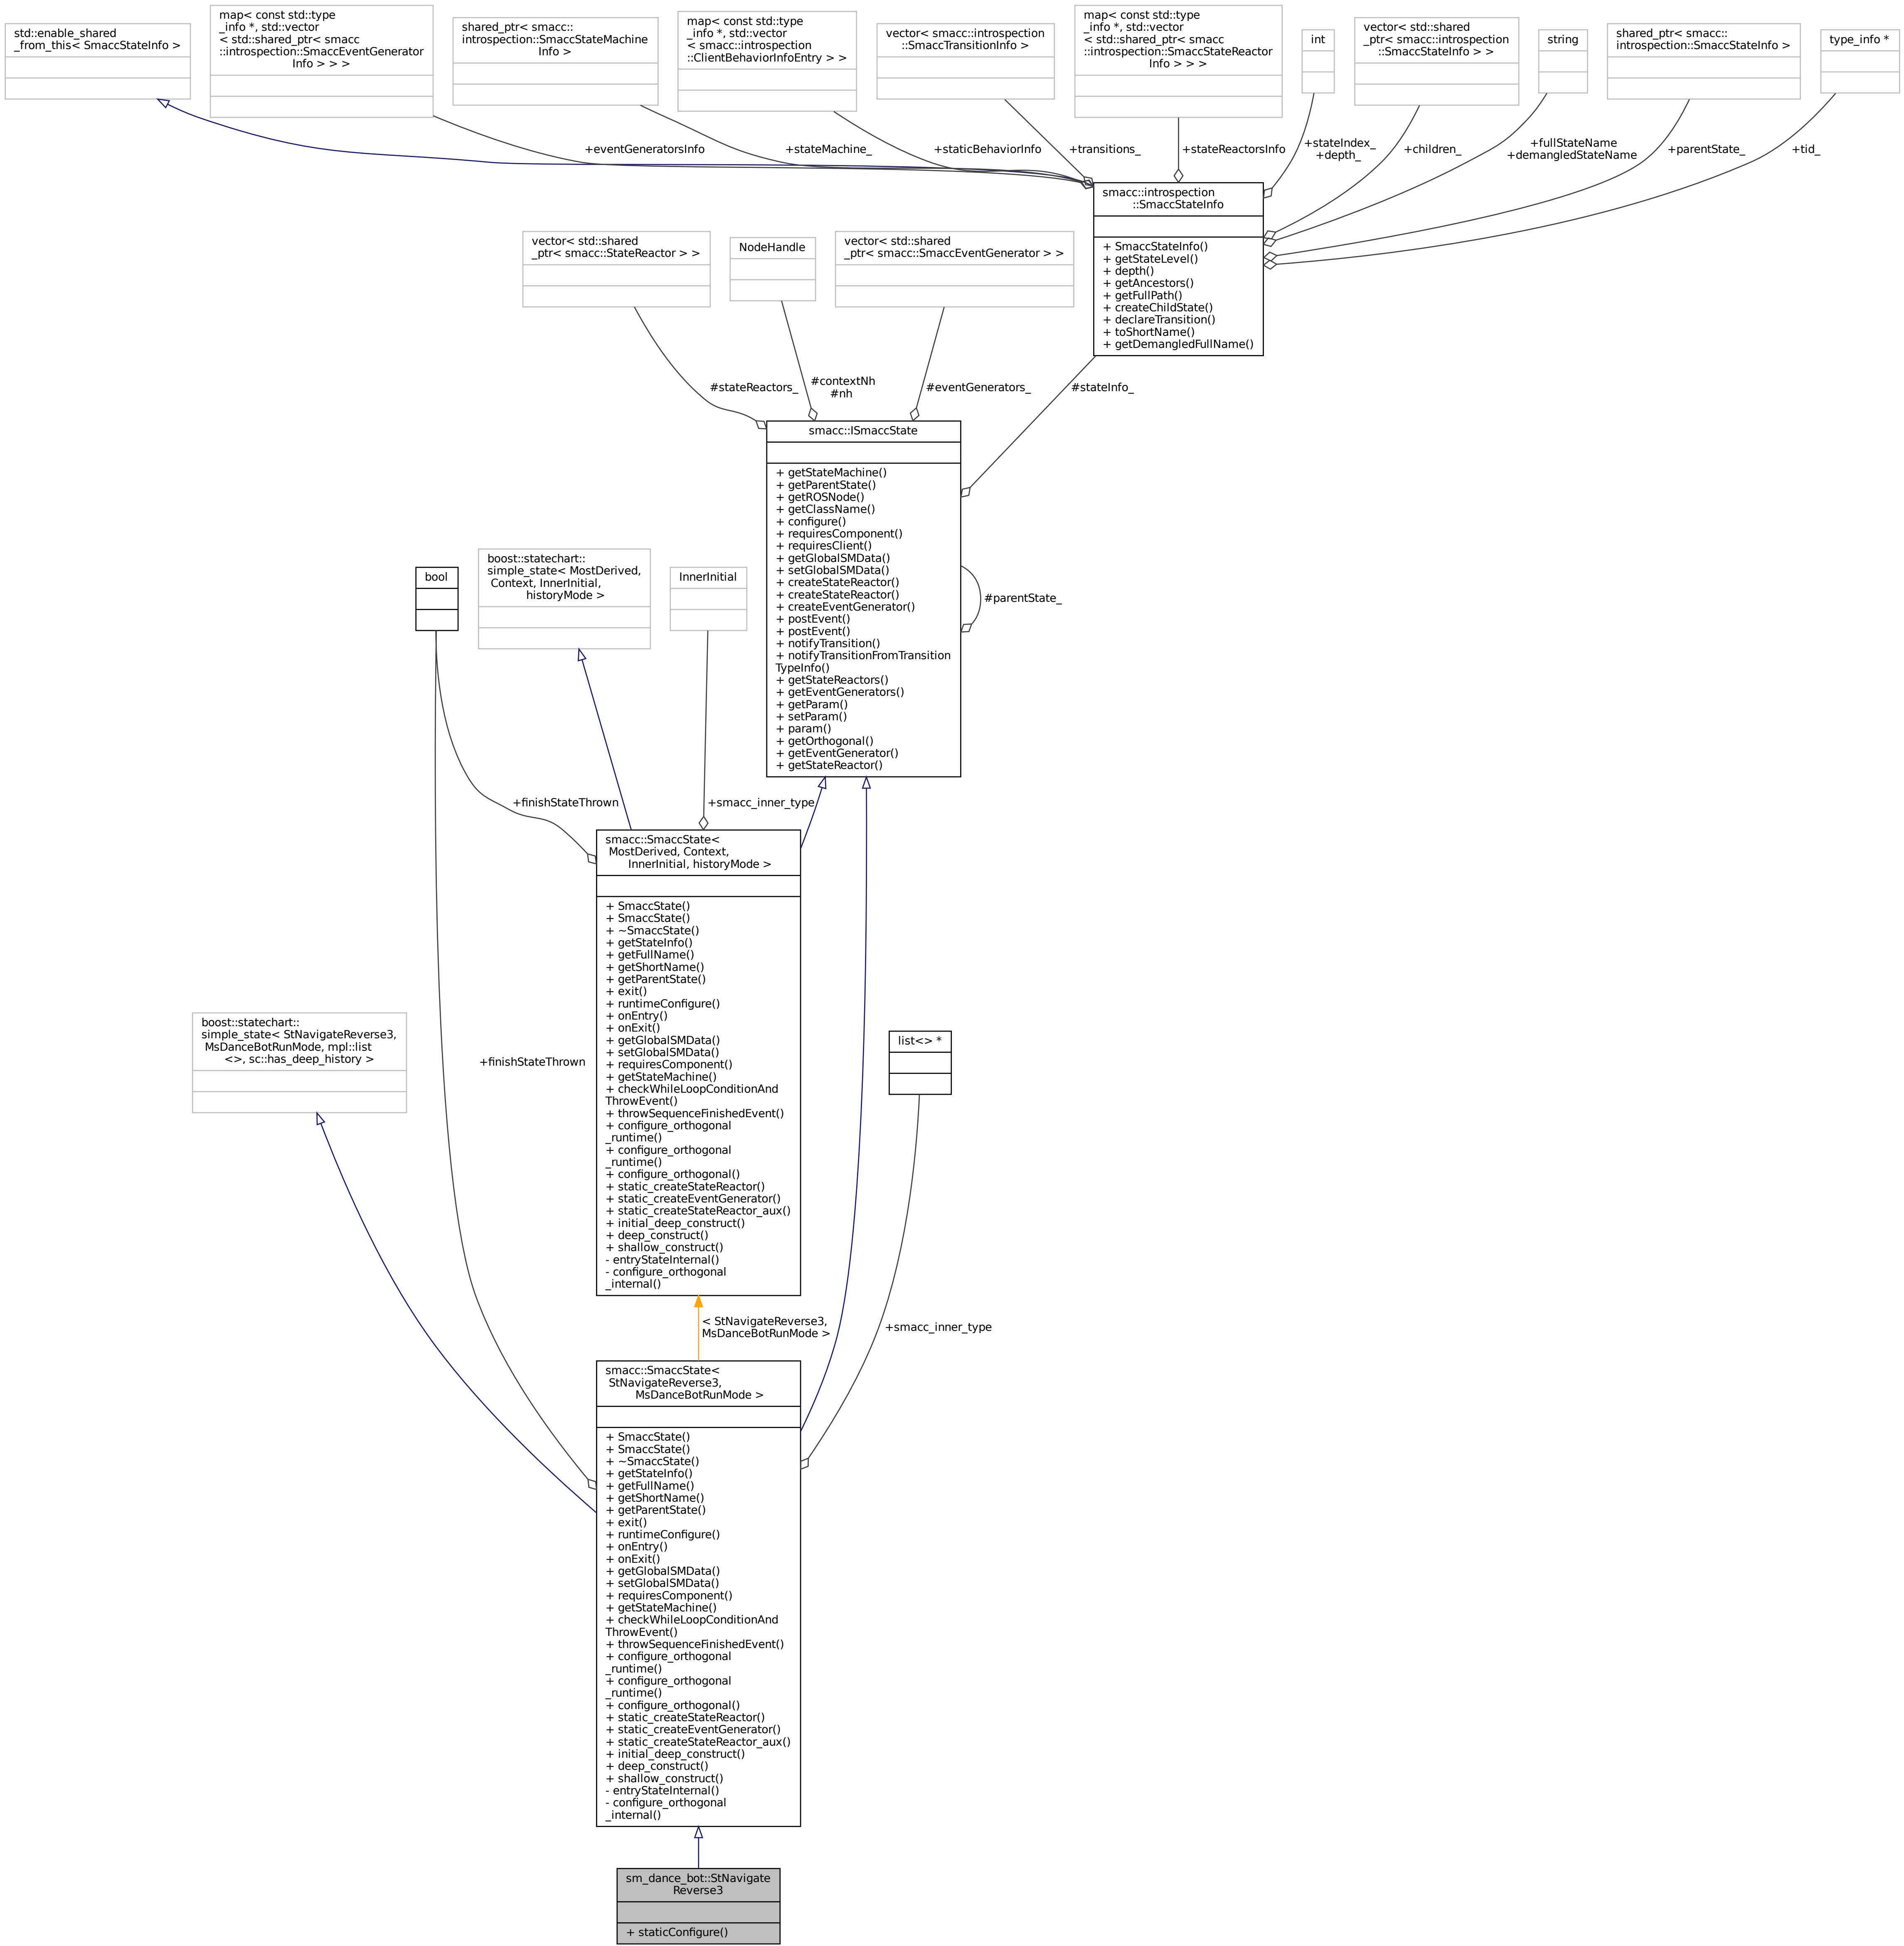 std::enable_shared
_from_this< SmaccStateInfo >
map< const std::type
_info *, std::vector
< std::shared_ptr< smacc
::introspection::SmaccEventGenerator
Info > > >
shared_ptr< smacc::
introspection::SmaccStateMachine
Info >
map< const std::type
_info *, std::vector
< smacc::introspection
::ClientBehaviorInfoEntry > >
vector< smacc::introspection
::SmaccTransitionInfo >
map< const std::type
_info *, std::vector
< std::shared_ptr< smacc
::introspection::SmaccStateReactor
Info > > >
int
vector< std::shared
_ptr< smacc::introspection
::SmaccStateInfo > >
string
shared_ptr< smacc::
introspection::SmaccStateInfo >
type_info *
+eventGeneratorsInfo
+stateMachine_
+staticBehaviorInfo
+transitions_
+stateReactorsInfo
+stateIndex_
+depth_
+children_
+fullStateName
+demangledStateName
+parentState_
+tid_
smacc::introspection
::SmaccStateInfo
+ SmaccStateInfo()
+ getStateLevel()
+ depth()
+ getAncestors()
+ getFullPath()
+ createChildState()
+ declareTransition()
+ toShortName()
+ getDemangledFullName()
vector< std::shared
_ptr< smacc::StateReactor > >
NodeHandle
vector< std::shared
_ptr< smacc::SmaccEventGenerator > >
#stateReactors_
#contextNh
#nh
#eventGenerators_
#stateInfo_
smacc::ISmaccState
+ getStateMachine()
+ getParentState()
+ getROSNode()
+ getClassName()
+ configure()
+ requiresComponent()
+ requiresClient()
+ getGlobalSMData()
+ setGlobalSMData()
+ createStateReactor()
+ createStateReactor()
+ createEventGenerator()
+ postEvent()
+ postEvent()
+ notifyTransition()
+ notifyTransitionFromTransition
TypeInfo()
+ getStateReactors()
+ getEventGenerators()
+ getParam()
+ setParam()
+ param()
+ getOrthogonal()
+ getEventGenerator()
+ getStateReactor()
#parentState_
bool
boost::statechart::
simple_state< MostDerived,
Context, InnerInitial,
historyMode >
InnerInitial
+finishStateThrown
+smacc_inner_type
smacc::SmaccState<
MostDerived, Context,
InnerInitial, historyMode >
+ SmaccState()
+ SmaccState()
+ ~SmaccState()
+ getStateInfo()
+ getFullName()
+ getShortName()
+ getParentState()
+ exit()
+ runtimeConfigure()
+ onEntry()
+ onExit()
+ getGlobalSMData()
+ setGlobalSMData()
+ requiresComponent()
+ getStateMachine()
+ checkWhileLoopConditionAnd
ThrowEvent()
+ throwSequenceFinishedEvent()
+ configure_orthogonal
_runtime()
+ configure_orthogonal
_runtime()
+ configure_orthogonal()
+ static_createStateReactor()
+ static_createEventGenerator()
+ static_createStateReactor_aux()
+ initial_deep_construct()
+ deep_construct()
+ shallow_construct()
- entryStateInternal()
- configure_orthogonal
_internal()
boost::statechart::
simple_state< StNavigateReverse3,
MsDanceBotRunMode, mpl::list
<>, sc::has_deep_history >
+finishStateThrown
list<> *
< StNavigateReverse3,
MsDanceBotRunMode >
+smacc_inner_type
smacc::SmaccState<
StNavigateReverse3,
MsDanceBotRunMode >
+ SmaccState()
+ SmaccState()
+ ~SmaccState()
+ getStateInfo()
+ getFullName()
+ getShortName()
+ getParentState()
+ exit()
+ runtimeConfigure()
+ onEntry()
+ onExit()
+ getGlobalSMData()
+ setGlobalSMData()
+ requiresComponent()
+ getStateMachine()
+ checkWhileLoopConditionAnd
ThrowEvent()
+ throwSequenceFinishedEvent()
+ configure_orthogonal
_runtime()
+ configure_orthogonal
_runtime()
+ configure_orthogonal()
+ static_createStateReactor()
+ static_createEventGenerator()
+ static_createStateReactor_aux()
+ initial_deep_construct()
+ deep_construct()
+ shallow_construct()
- entryStateInternal()
- configure_orthogonal
_internal()
sm_dance_bot::StNavigate
Reverse3
+ staticConfigure()